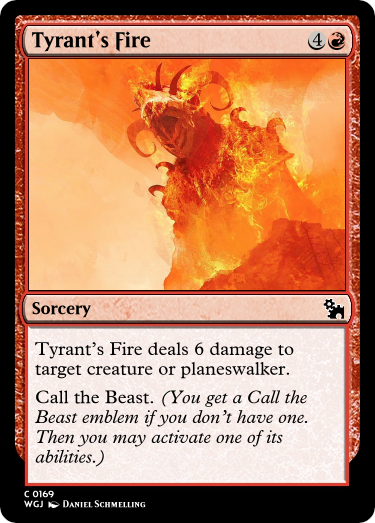 Tyrant's Fire 4
Sorcery
Tyrant's Fire deals 6 damage to
target creature or planeswalker.
Call the Beast. (You get a Call the
Beast emblem if you don't have one.
Then you may activate one of its
abilities.)
C 0169
WGJ Daniel Schmelling